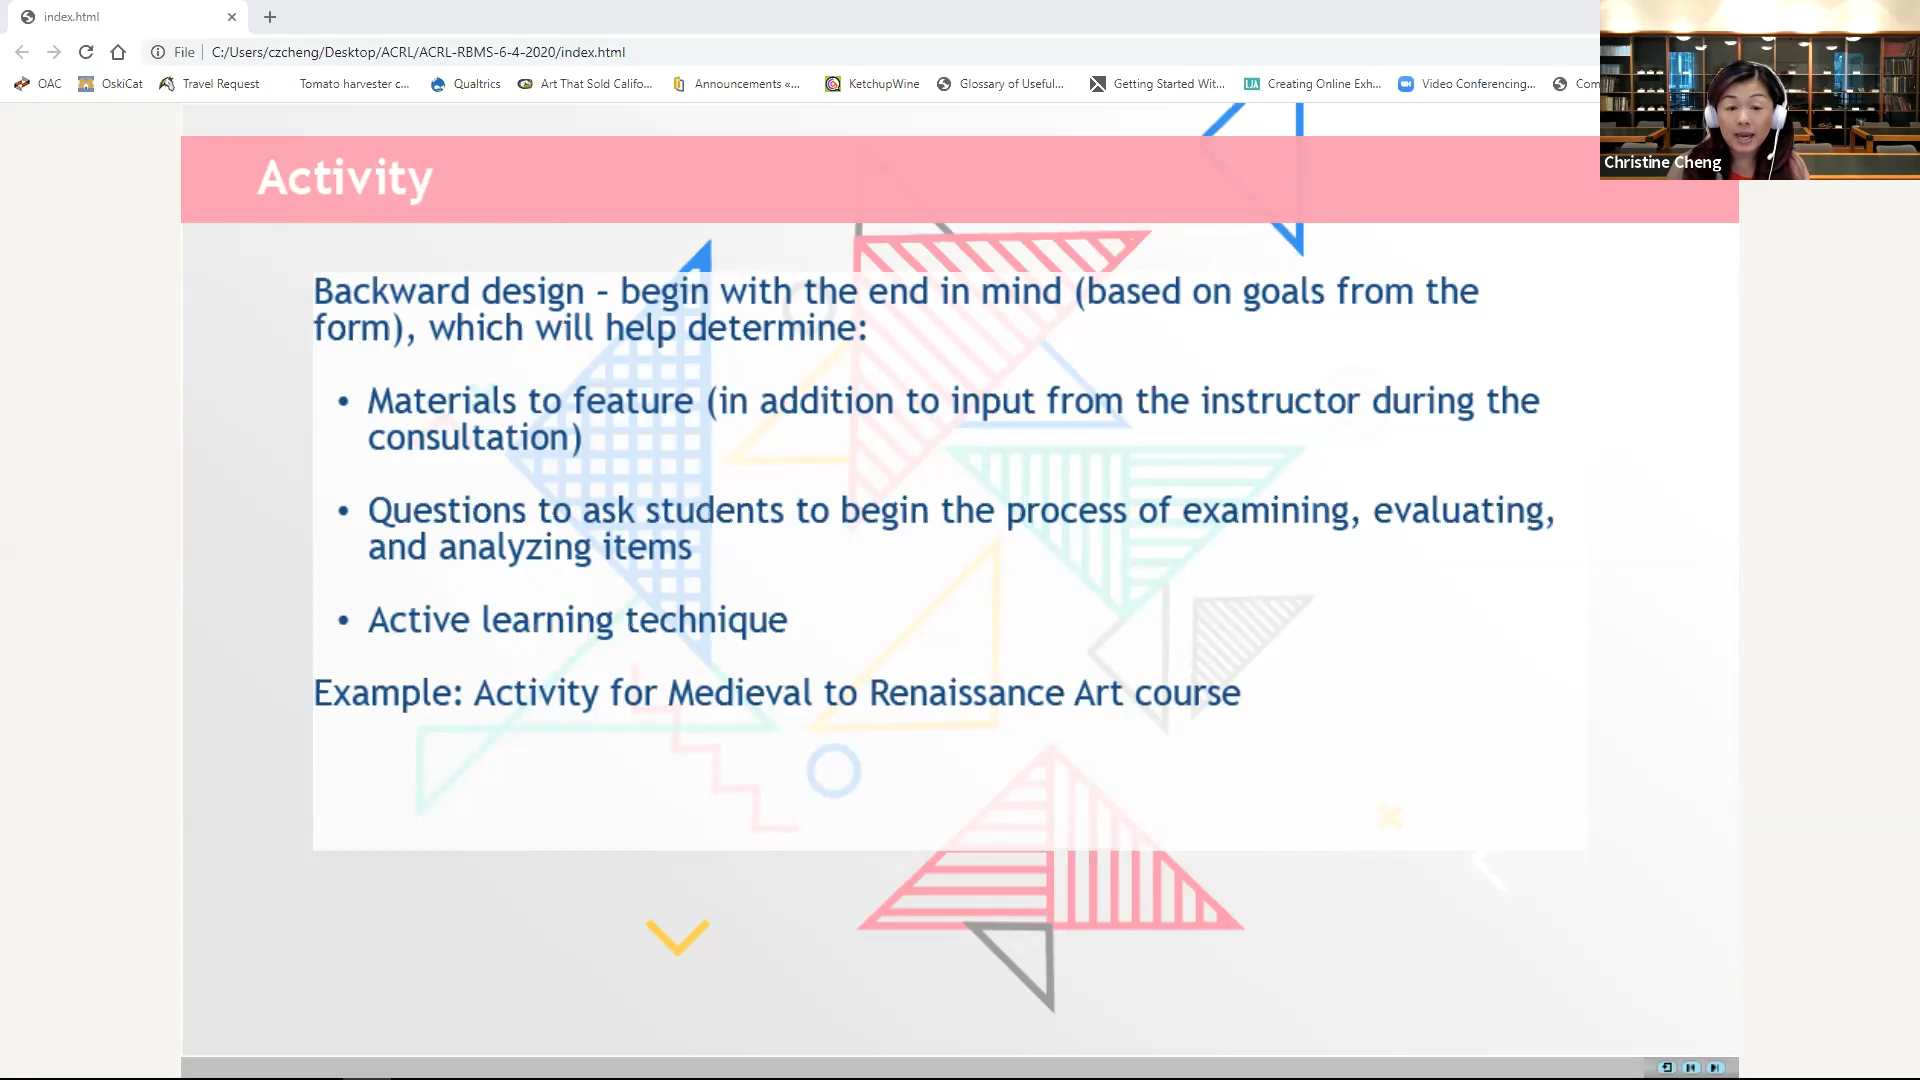 index.html
File C:/Users/czcheng/Desktop/ACRL/ACRL-RBMS-6-4-2020/index.html
OAC OskiCat Travel Request Tomato harvester c... Qualtrics Art That Sold Califo... Announcements «... KetchupWine Glossary of Useful... Getting Started Wit... Creating Online Exh... Video Conferencing... Com
Christine Cheng
Activity
Backward design – begin with the end in mind (based on goals from the
form), which will help determine:
• Materials to feature (in addition to input from the instructor during the
consultation)
• Questions to ask students to begin the process of examining, evaluating,
and analyzing items
• Active learning technique
Example: Activity for Medieval to Renaissance Art course